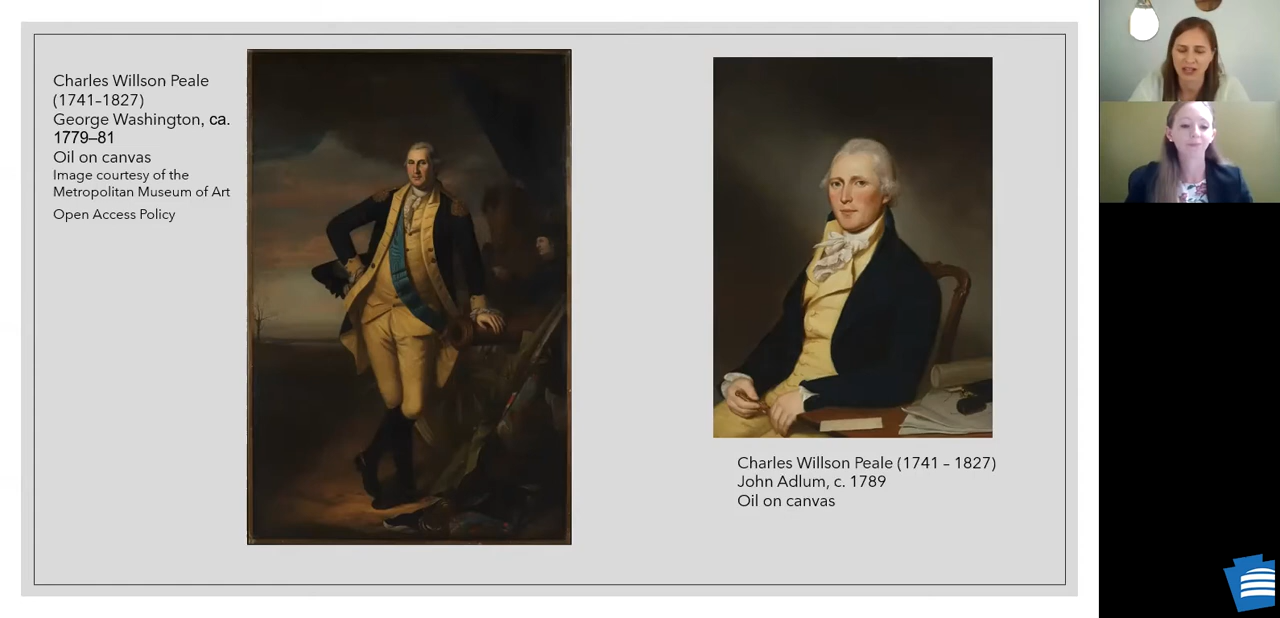 Charles Willson Peale
(1741–1827)
George Washington, ca.
1779–81
Oil on canvas
Image courtesy of the
Metropolitan Museum of Art
Open Access Policy
Charles Willson Peale (1741 – 1827)
John Adlum, c. 1789
Oil on canvas